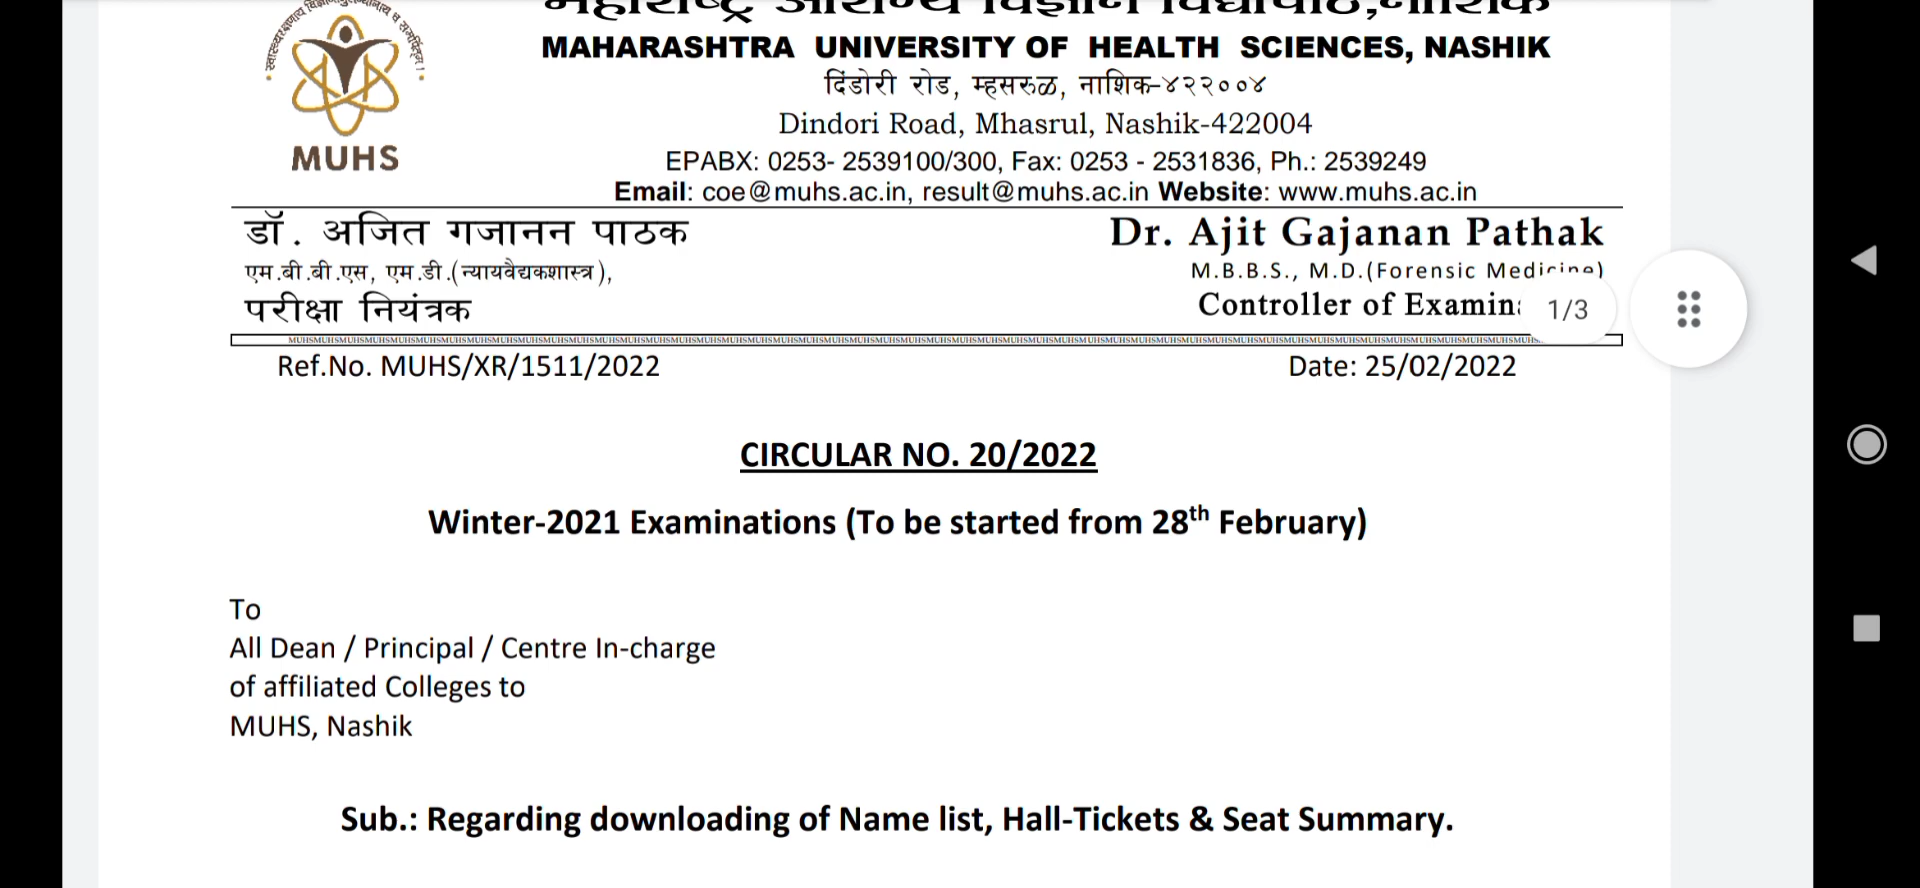 महाराष्ट्र आरोग्य विज्ञान विद्यापीठ,नाशिक
MAHARASHTRA UNIVERSITY OF HEALTH SCIENCES, NASHIK
दिंडोरी रोड, म्हसरुळ, नाशिक-४२२००४
Dindori Road, Mhasrul, Nashik-422004
MUHS
EPABX: 0253- 2539100/300, Fax: 0253 - 2531836, Ph.: 2539249
Email: coe@muhs.ac.in, result@muhs.ac.in Website: www.muhs.ac.in
डॉ. अजित गजानन पाठक
Dr. Ajit Gajanan Pathak
एम.बी.बी.एस, एम.डी.(न्यायवैद्यकशास्त्र),
M.B.B.S., M.D.(Forensic Medicine)
परीक्षा नियंत्रक
Controller of Examin
1/3
Ref.No. MUHS/XR/1511/2022
Date: 25/02/2022
CIRCULAR NO. 20/2022
Winter-2021 Examinations (To be started from 28th February)
To
All Dean / Principal / Centre In-charge
of affiliated Colleges to
MUHS, Nashik
Sub.: Regarding downloading of Name list, Hall-Tickets & Seat Summary.